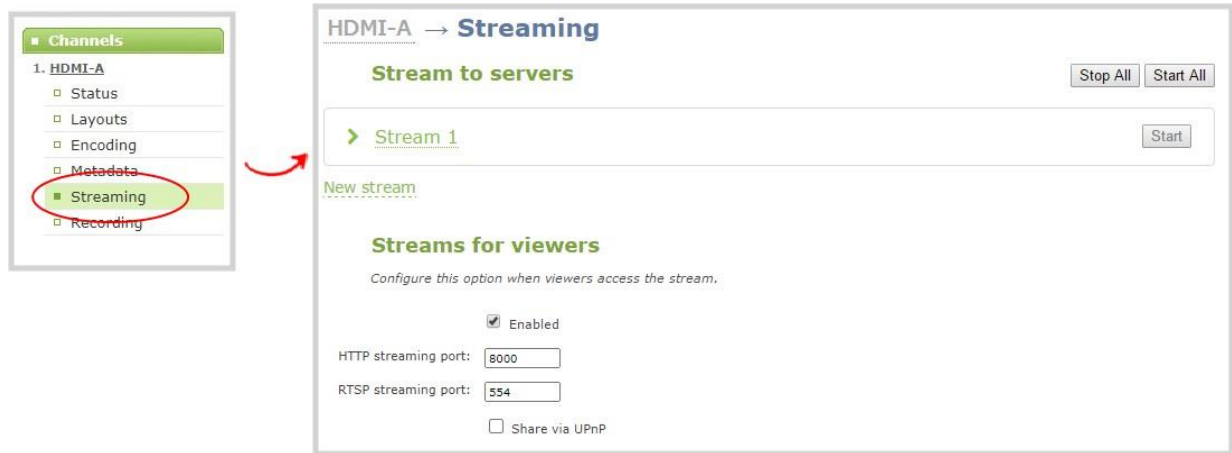 Channels
1. HDMI-A
Status
Layouts
Encoding
Metadata
Streaming
Recording
HDMI-A → Streaming
Stream to servers
Stop All Start All
Stream 1 Start
New stream
Streams for viewers
Configure this option when viewers access the stream.
Enabled
HTTP streaming port: 8000
RTSP streaming port: 554
Share via UPnP